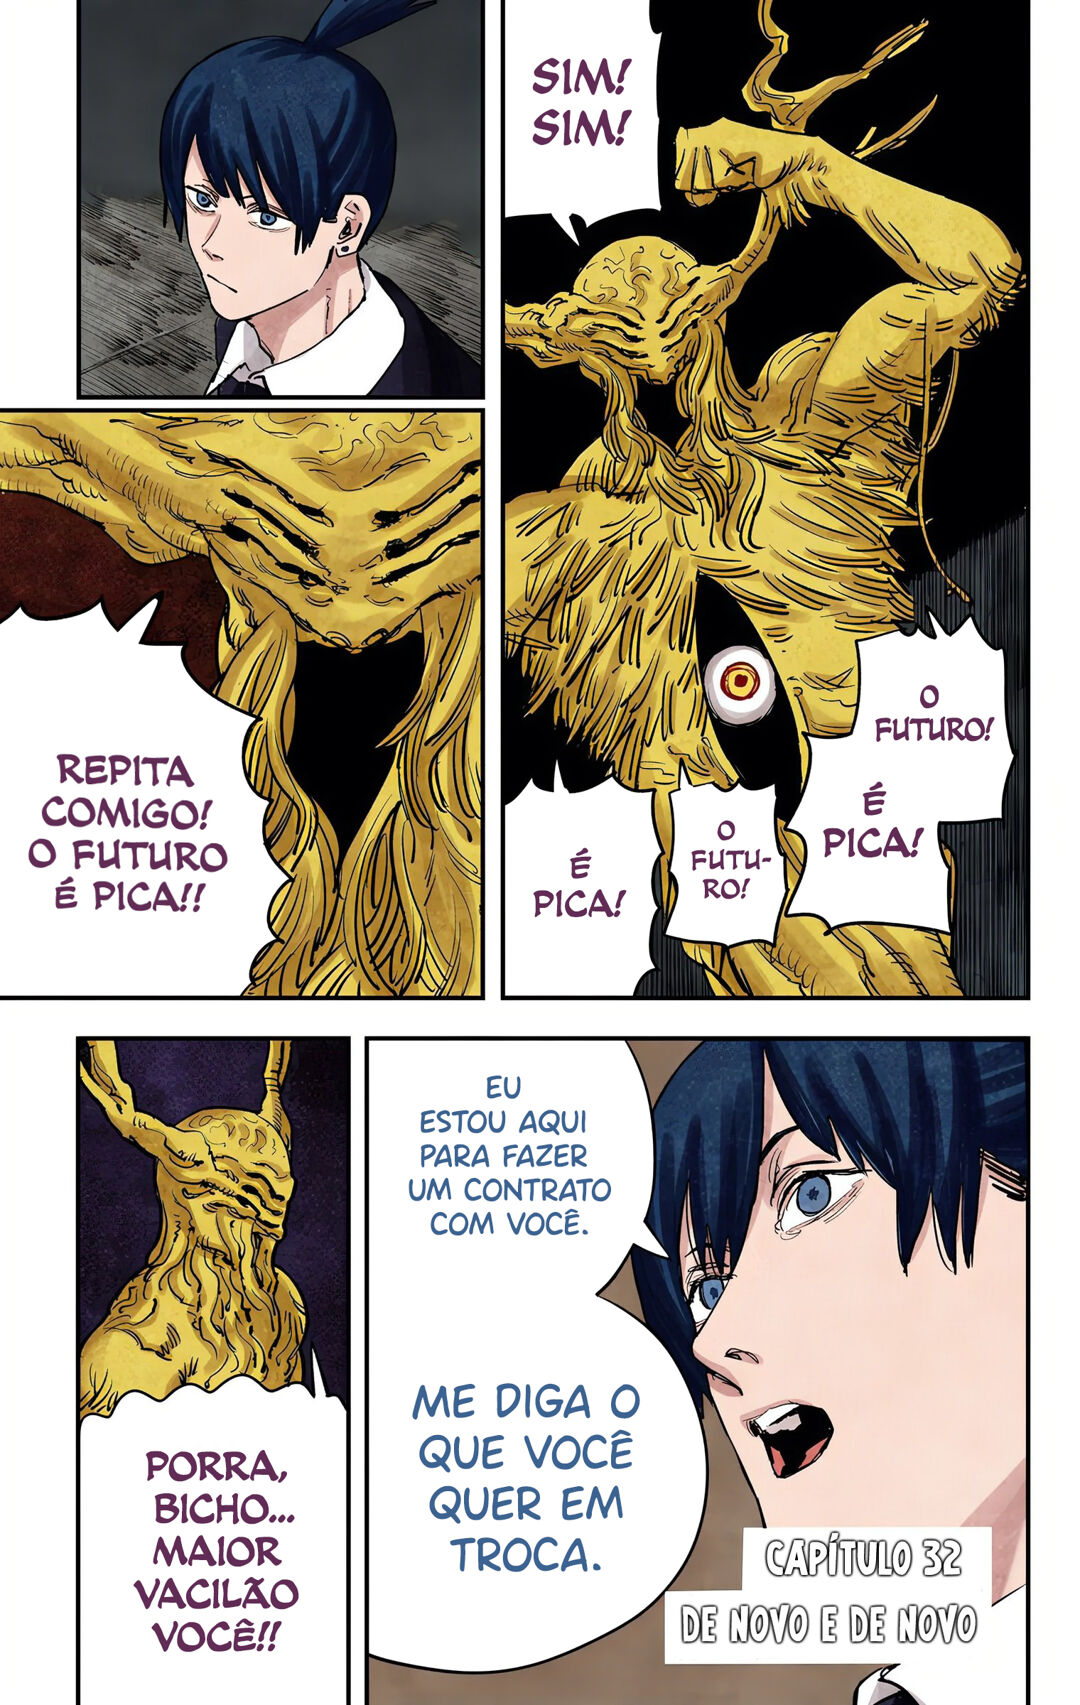 SIM!
SIM!
O
FUTURO!
É
PICA!
O
FUTU-
RO!
É
PICA!
REPITA
COMIGO!
O FUTURO
É PICA!!
EU
ESTOU AQUI
PARA FAZER
UM CONTRATO
COM VOCÊ.
ME DIGA O
QUE VOCÊ
QUER EM
TROCA.
CAPÍTULO 32
DE NOVO E DE NOVO
PORRA,
BICHO...
MAIOR
VACILÃO
VOCÊ!!